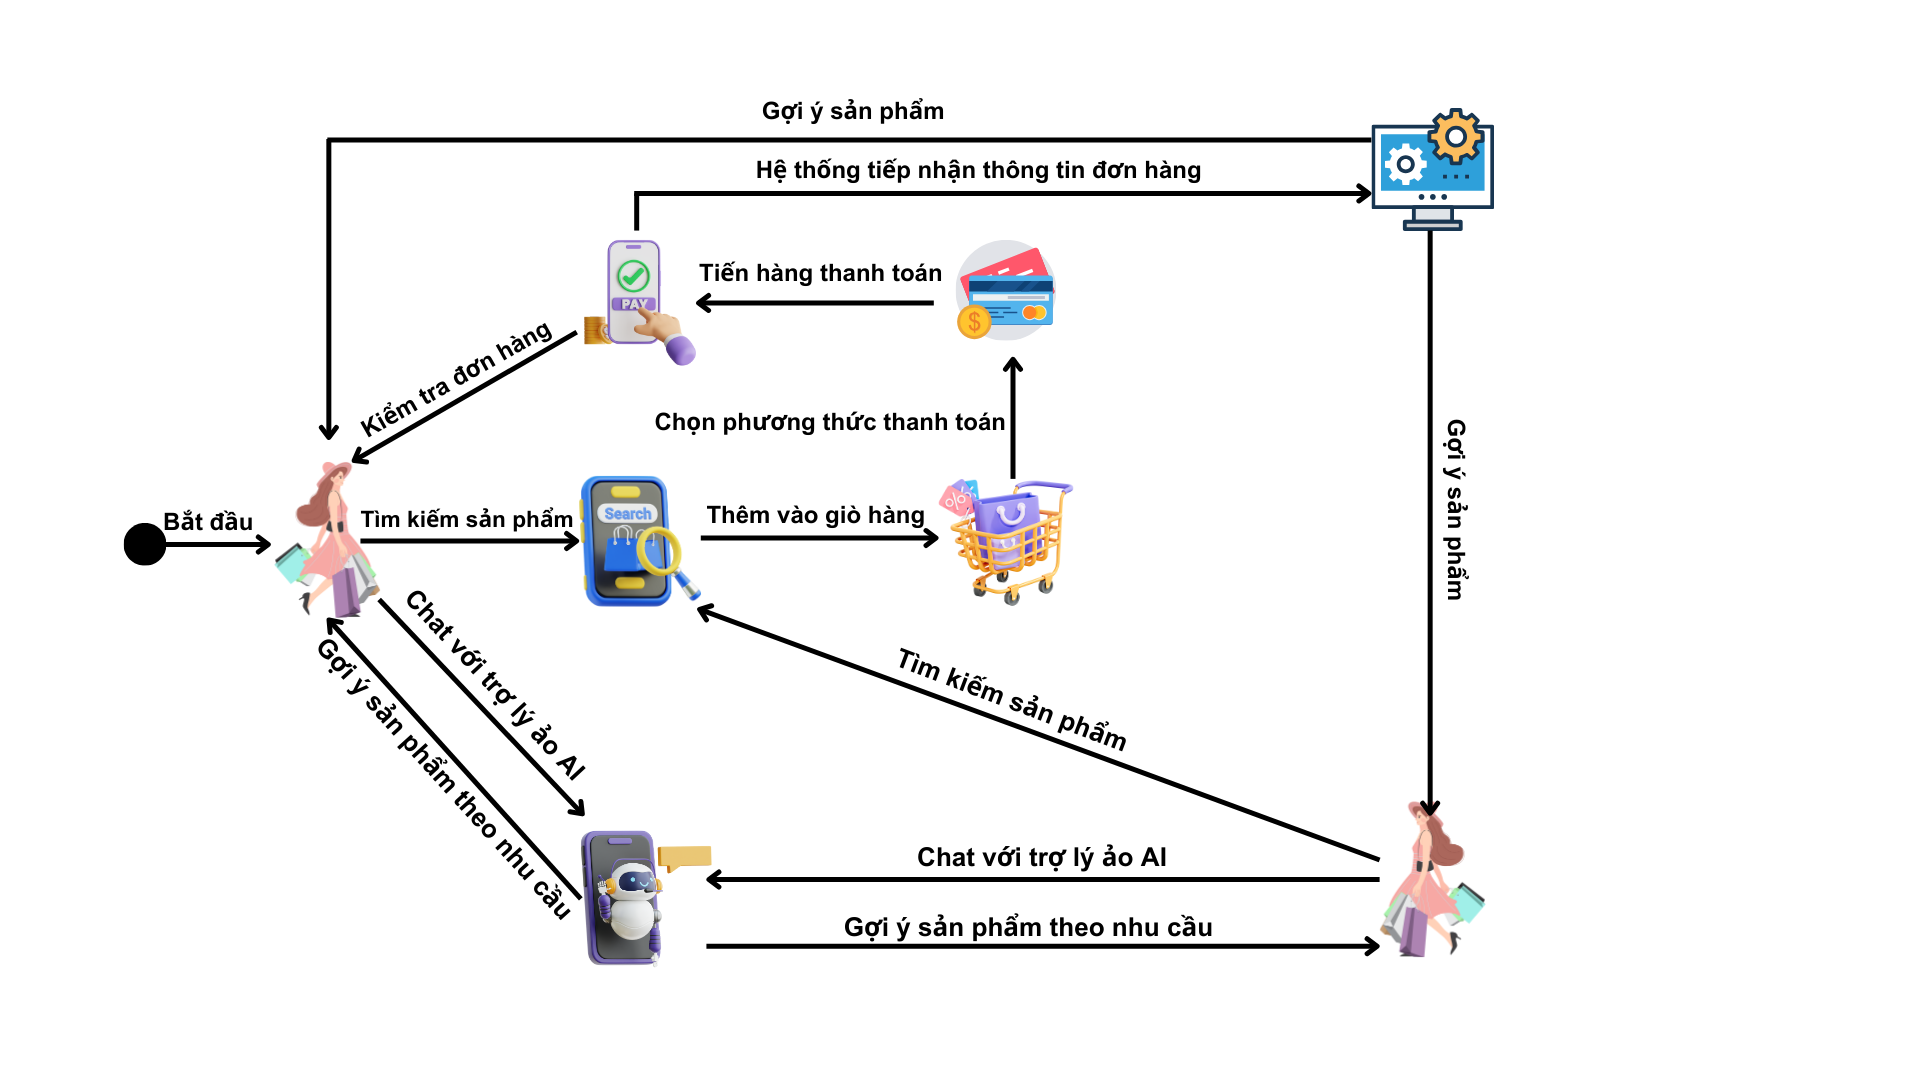 Gợi ý sản phẩm
Hệ thống tiếp nhận thông tin đơn hàng
Tiến hàng thanh toán
PAY
$
Kiểm tra đơn hàng
Chọn phương thức thanh toán
Gợi ý sản phẩm
Bắt đầu
Tìm kiếm sản phẩm
Search
Thêm vào giò hàng
%
Chat với trợ lý ảo AI
Gợi ý sản phẩm theo nhu cầu
Tìm kiếm sản phẩm
Chat với trợ lý ảo AI
Gợi ý sản phẩm theo nhu cầu